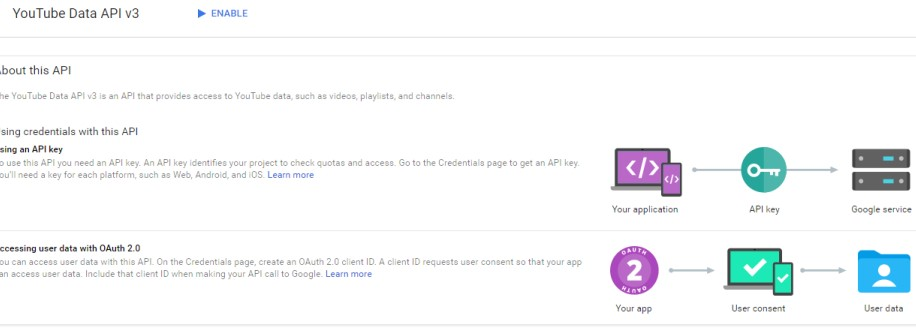 YouTube Data API v3
ENABLE
bout this API
he YouTube Data API v3 is an API that provides access to YouTube data, such as videos, playlists, and channels.
sing credentials with this API
sing an API key
o use this API you need an API key. An API key identifies your project to check quotas and access. Go to the Credentials page to get an API key.
ou'll need a key for each platform, such as Web, Android, and iOS. Learn more
</>
</>
Your application
API key
Google service
ccessing user data with OAuth 2.0
ou can access user data with this API. On the Credentials page, create an OAuth 2.0 client ID. A client ID requests user consent so that your app
an access user data. Include that client ID when making your API call to Google. Learn more
OAUTH
2
OAUTH
Your app
User consent
User data